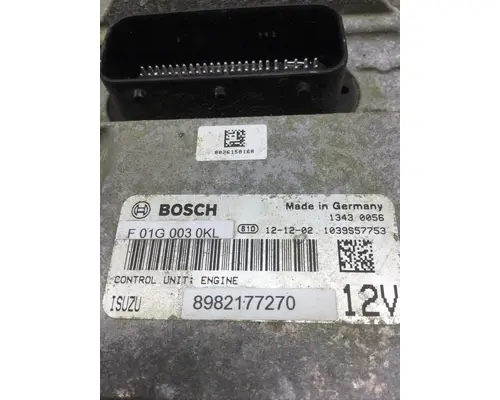 8026158168
BOSCH Made in Germany
1343 0056
F 01G 003 0KL 810 12-12-02 1039S57753
CONTROL UNIT: ENGINE
ISUZU 8982177270 12V